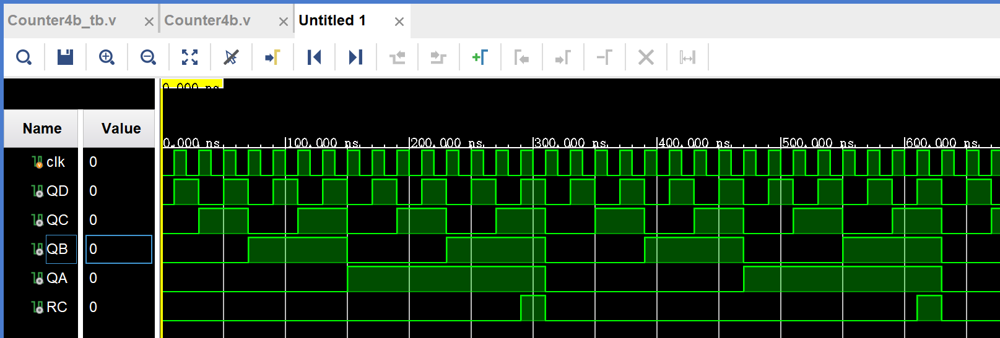 Counter4b_tb.v Counter4b.v Untitled 1
0.000 ns
Name Value
0.000 ns 100.000 ns 200.000 ns 300.000 ns 400.000 ns 500.000 ns 600.000 ns
clk 0
QD 0
QC 0
QB 0
QA 0
RC 0